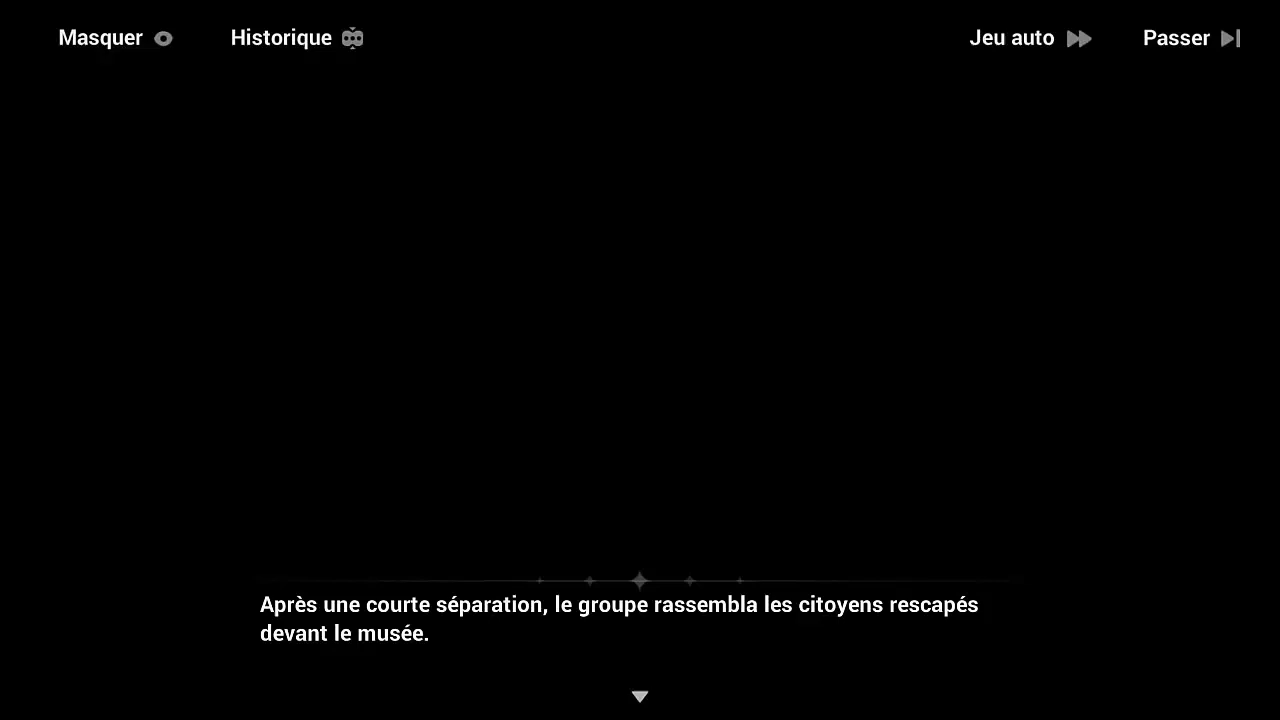 Masquer Historique Jeu auto Passer
Après une courte séparation, le groupe rassembla les citoyens rescapés
devant le musée.